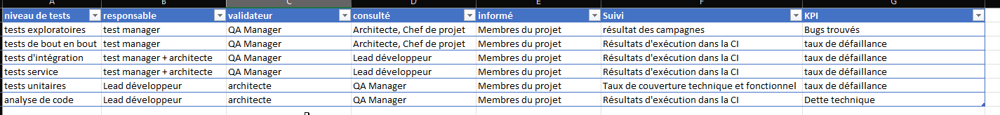 A B C D E F G
niveau de tests responsable validateur consulté informé Suivi KPI
tests exploratoires test manager QA Manager Architecte, Chef de projet Membres du projet résultat des campagnes Bugs trouvés
tests de bout en bout test manager QA Manager Architecte, Chef de projet Membres du projet Résultats d'exécution dans la CI taux de défaillance
tests d'intégration test manager + architecte QA Manager Lead développeur Membres du projet Résultats d'exécution dans la CI taux de défaillance
tests service test manager + architecte QA Manager Lead développeur Membres du projet Résultats d'exécution dans la CI taux de défaillance
tests unitaires Lead développeur architecte QA Manager Membres du projet Taux de couverture technique et fonctionnel taux de défaillance
analyse de code Lead développeur architecte QA Manager Membres du projet Résultats d'exécution dans la CI Dette technique